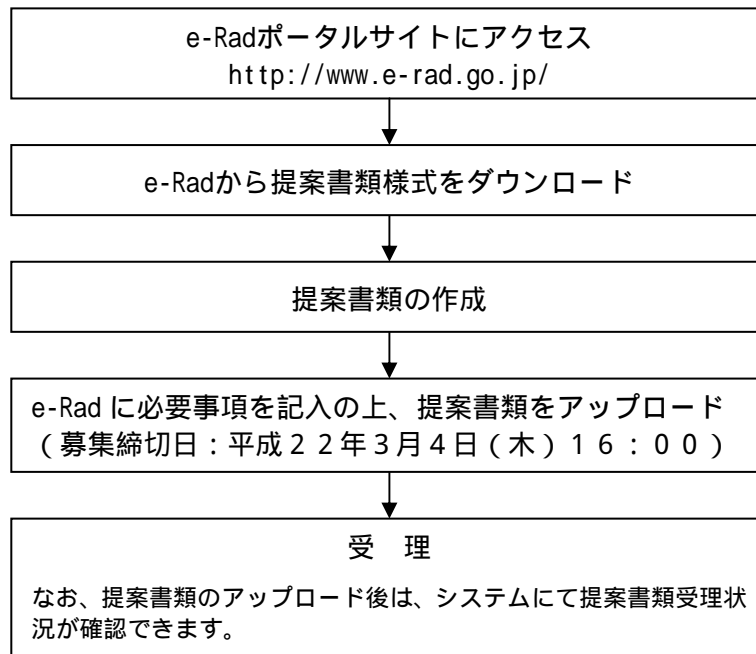 e-Radポータルサイトにアクセス
http://www.e-rad.go.jp/
e-Radから提案書類様式をダウンロード
提案書類の作成
e-Rad に必要事項を記入の上、提案書類をアップロード
（募集締切日：平成２２年３月４日（木）１６：００）
受　理
なお、提案書類のアップロード後は、システムにて提案書類受理状
況が確認できます。